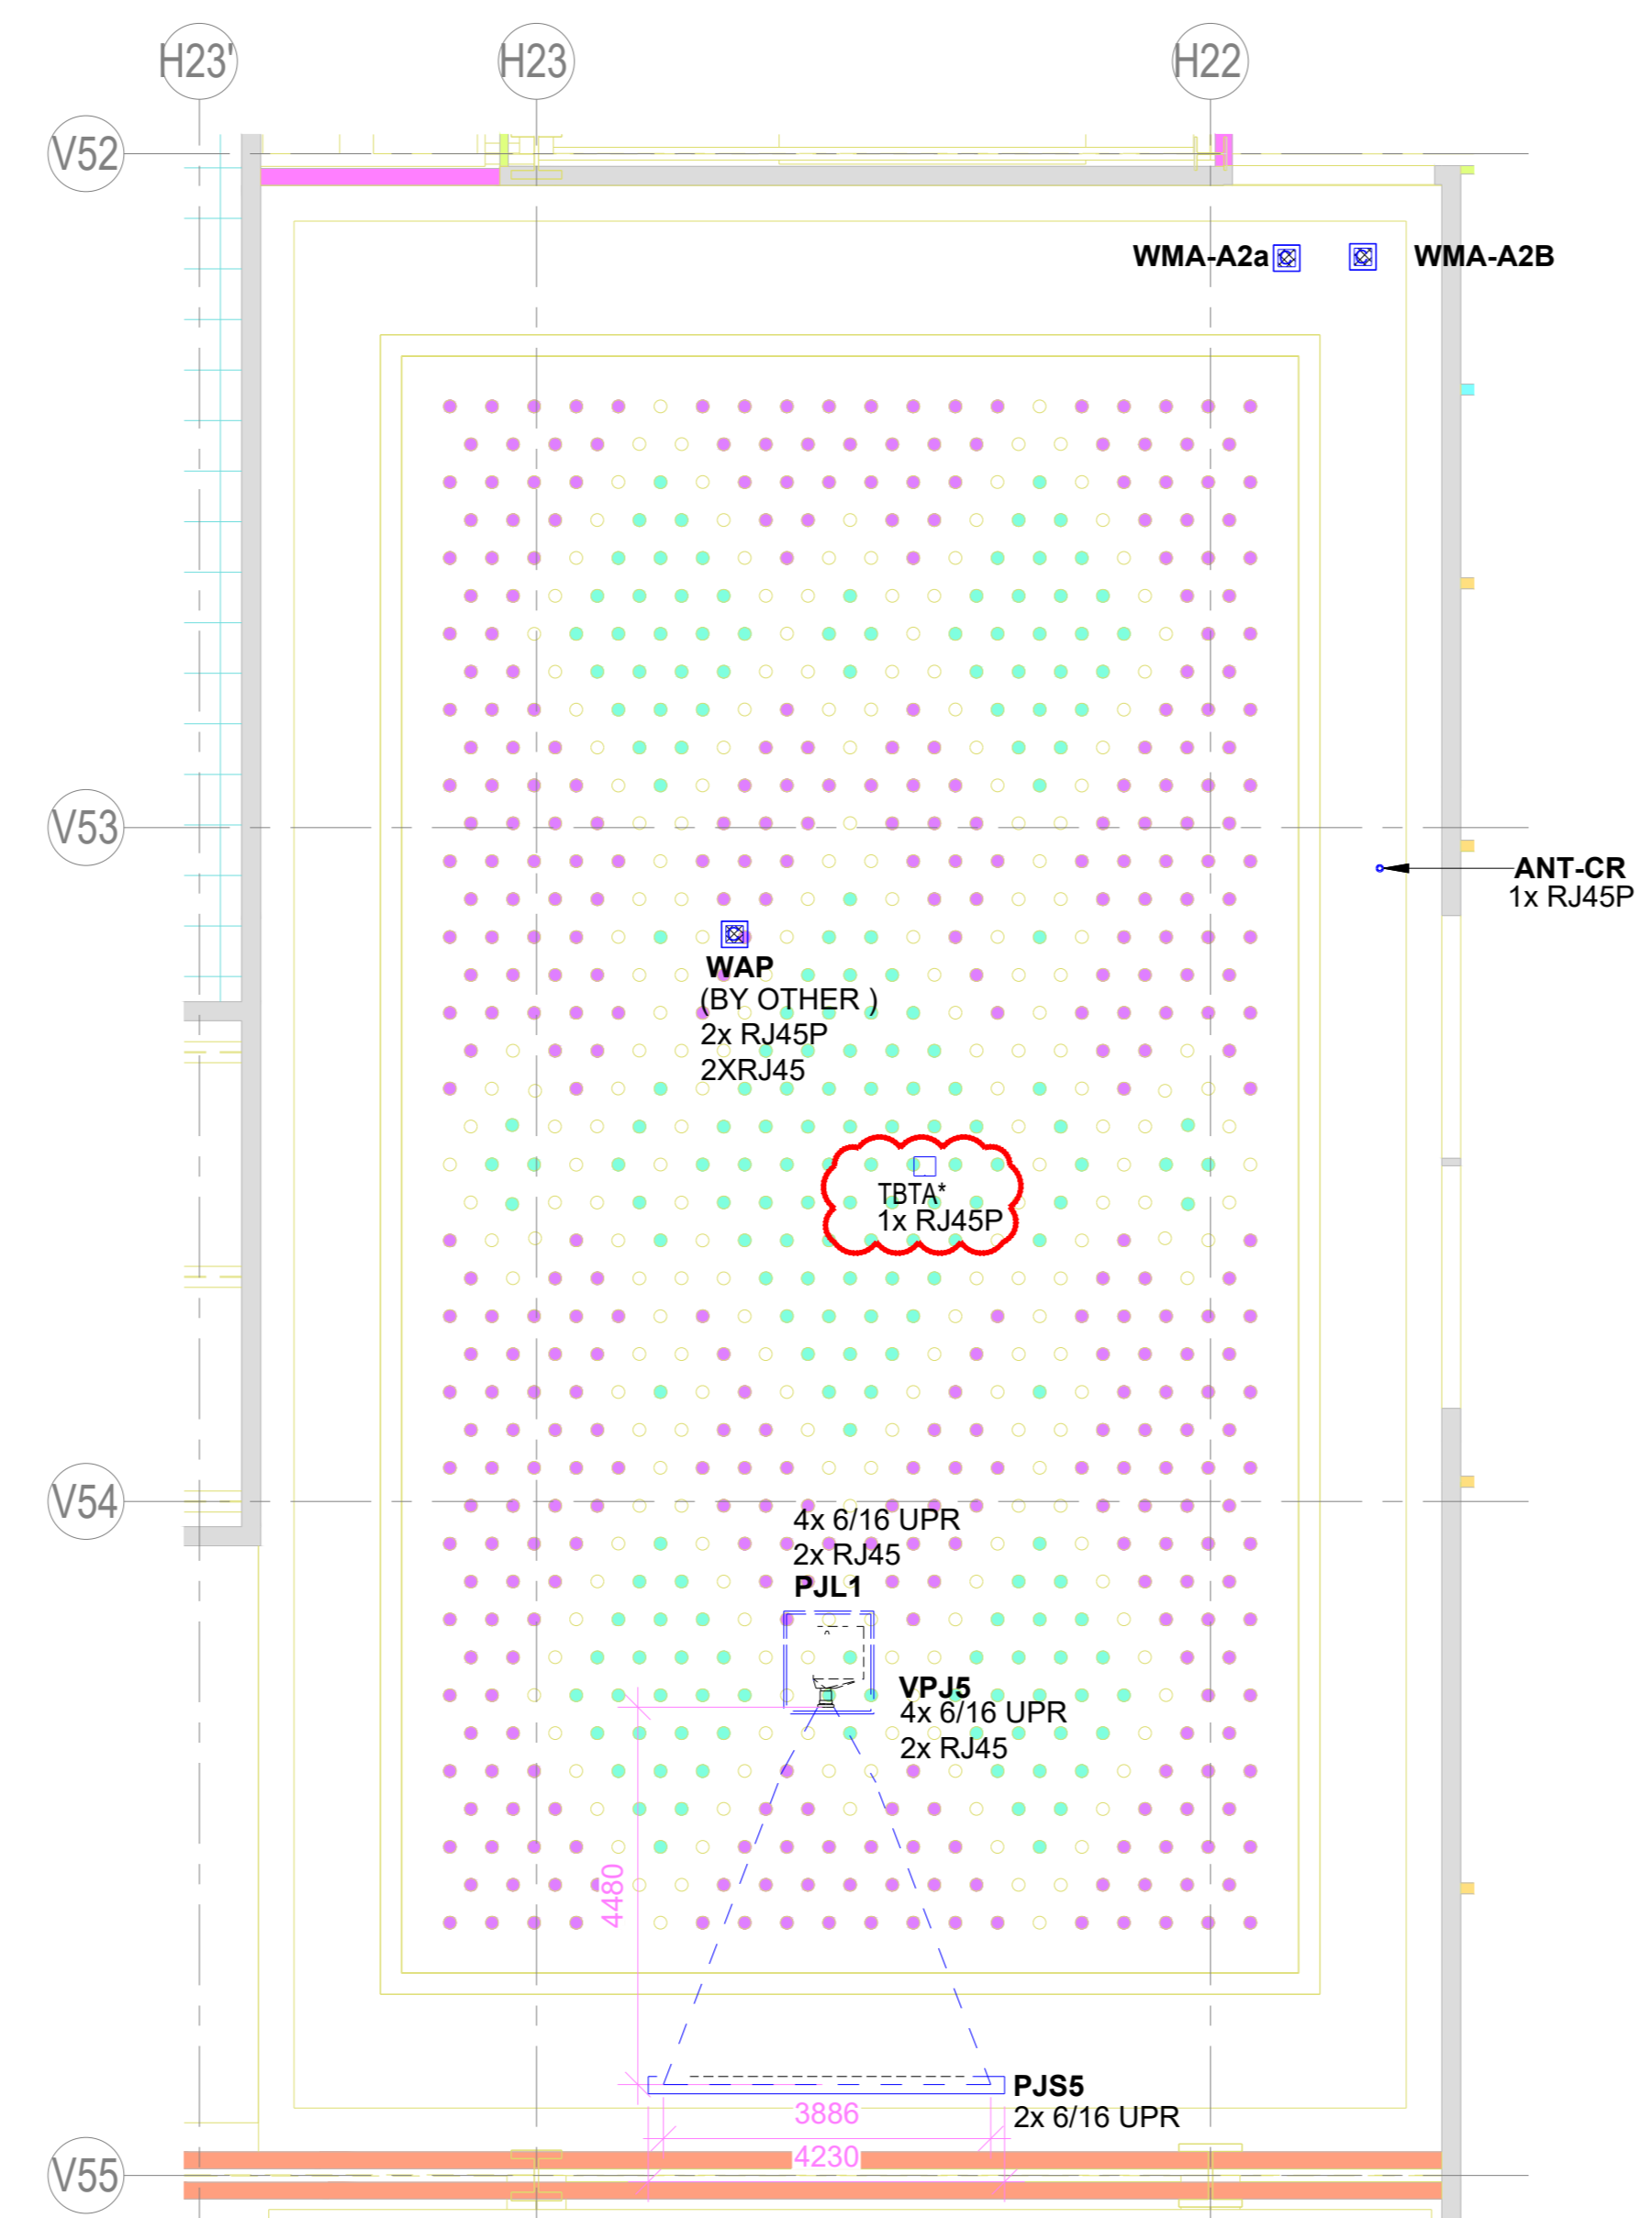 H23'
H23
H22
V52
WMA-A2a
WMA-A2B
V53
ANT-CR
1x RJ45P
WAP
(BY OTHER )
2x RJ45P
2XRJ45
TBTA*
1x RJ45P
V54
4x 6/16 UPR
2x RJ45
PJL1
VPJ5
4x 6/16 UPR
2x RJ45
4480
PJS5
2x 6/16 UPR
3886
4230
V55